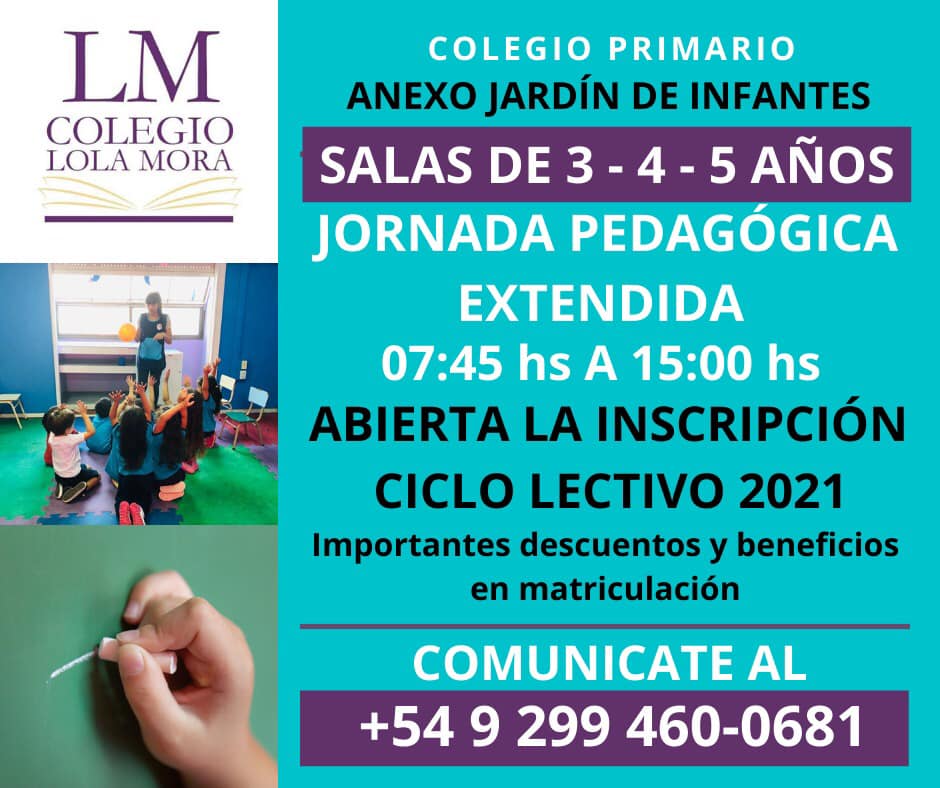 LM
COLEGIO
LOLA MORA
COLEGIO PRIMARIO
ANEXO JARDÍN DE INFANTES
SALAS DE 3 - 4 - 5 AÑOS
JORNADA PEDAGÓGICA
EXTENDIDA
07:45 hs A 15:00 hs
ABIERTA LA INSCRIPCIÓN
CICLO LECTIVO 2021
Importantes descuentos y beneficios
en matriculación
COMUNICATE AL
+54 9 299 460-0681